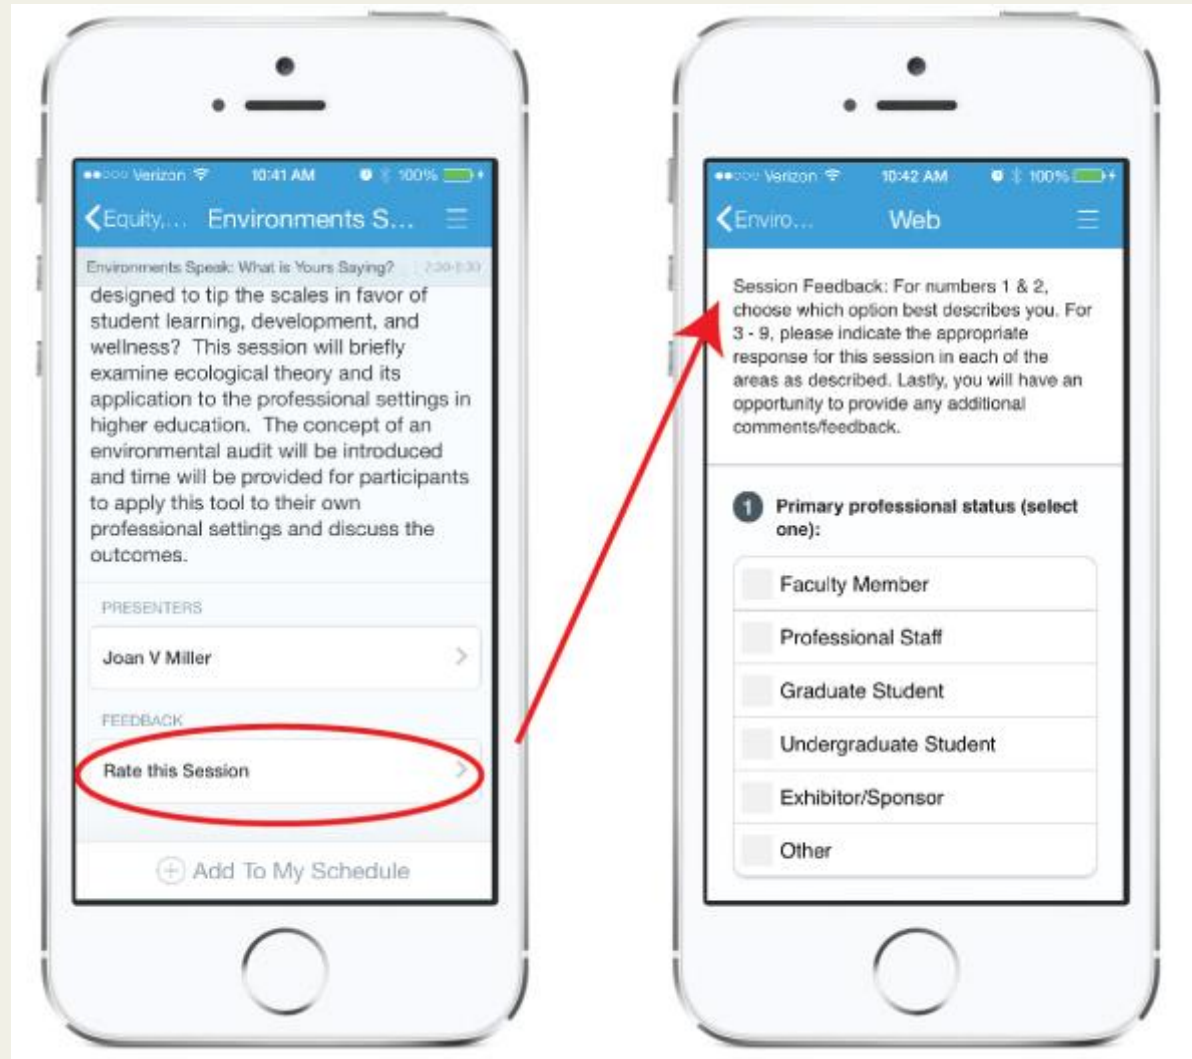 Verizon 10:41 AM 100%
Equity,... Environments S...
Environments Speak: What is Yours Saying?
designed to tip the scales in favor of
student learning, development, and
wellness? This session will briefly
examine ecological theory and its
application to the professional settings in
higher education. The concept of an
environmental audit will be introduced
and time will be provided for participants
to apply this tool to their own
professional settings and discuss the
outcomes.
PRESENTERS
Joan V Miller
FEEDBACK
Rate this Session
Add To My Schedule
Verizon 10:42 AM 100%
Enviro... Web
Session Feedback: For numbers 1 & 2,
choose which option best describes you. For
3 - 9, please indicate the appropriate
response for this session in each of the
areas as described. Lastly, you will have an
opportunity to provide any additional
comments/feedback.
1 Primary professional status (select
one):
Faculty Member
Professional Staff
Graduate Student
Undergraduate Student
Exhibitor/Sponsor
Other